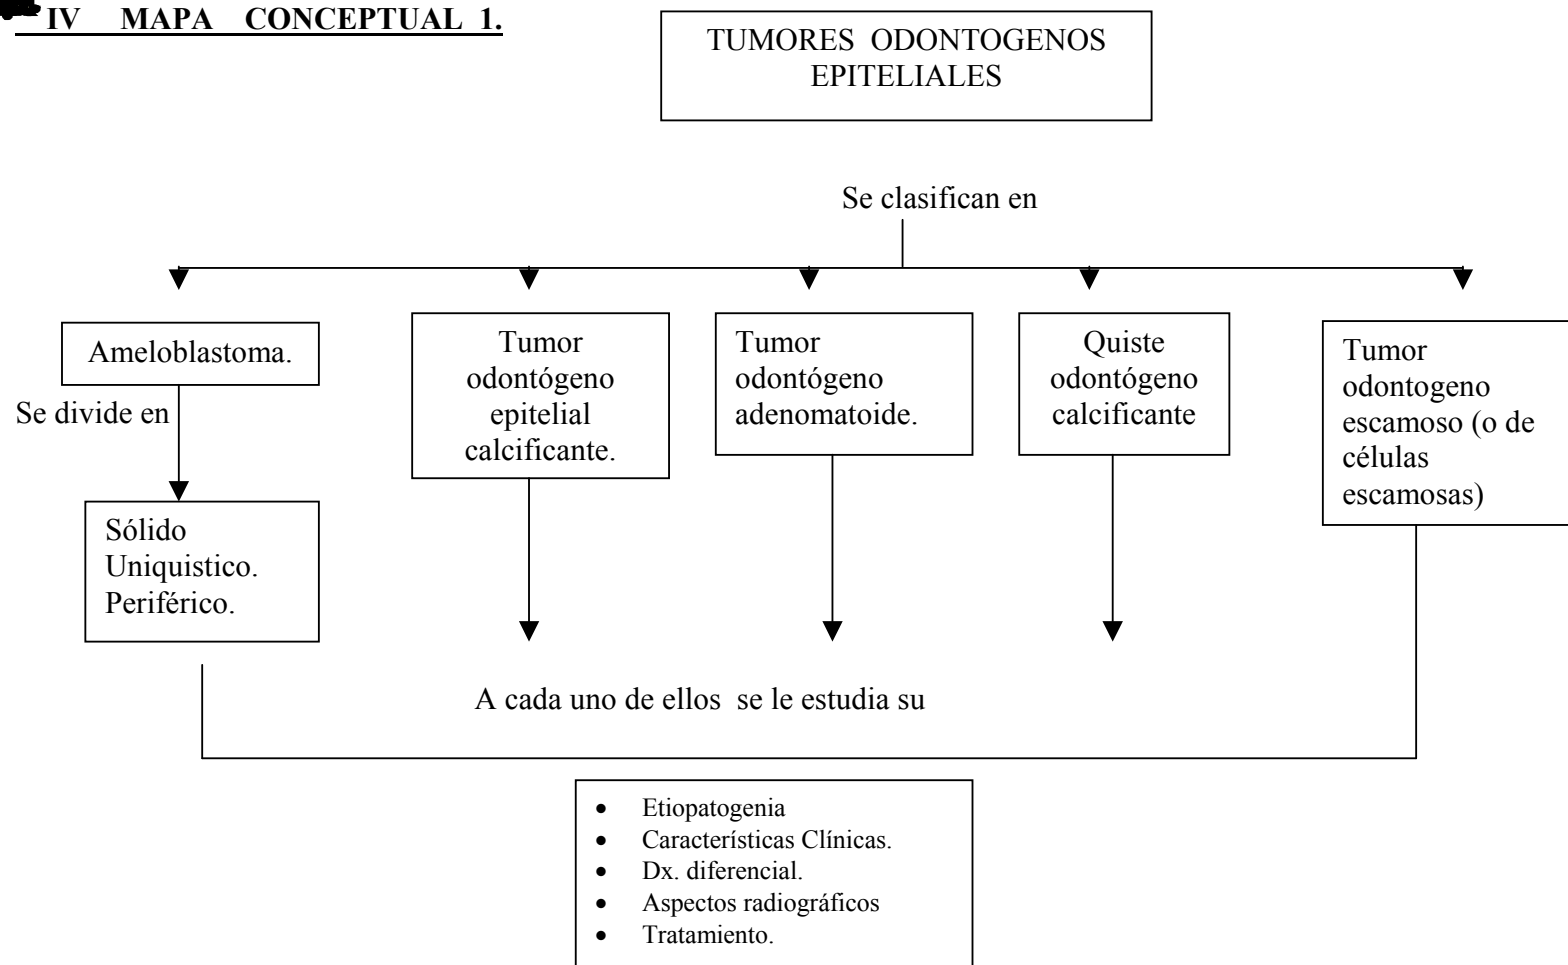 IV MAPA CONCEPTUAL 1.
TUMORES ODONTOGENOS
EPITELIALES
Se clasifican en
Ameloblastoma.
Tumor
odontógeno
epitelial
calcificante.
Tumor
odontógeno
adenomatoide.
Quiste
odontógeno
calcificante
Tumor
odontogeno
escamoso (o de
células
escamosas)
Se divide en
Sólido
Uniquistico.
Periférico.
A cada uno de ellos se le estudia su
• Etiopatogenia
• Característícas Clínicas.
• Dx. diferencial.
• Aspectos radiográficos
• Tratamiento.